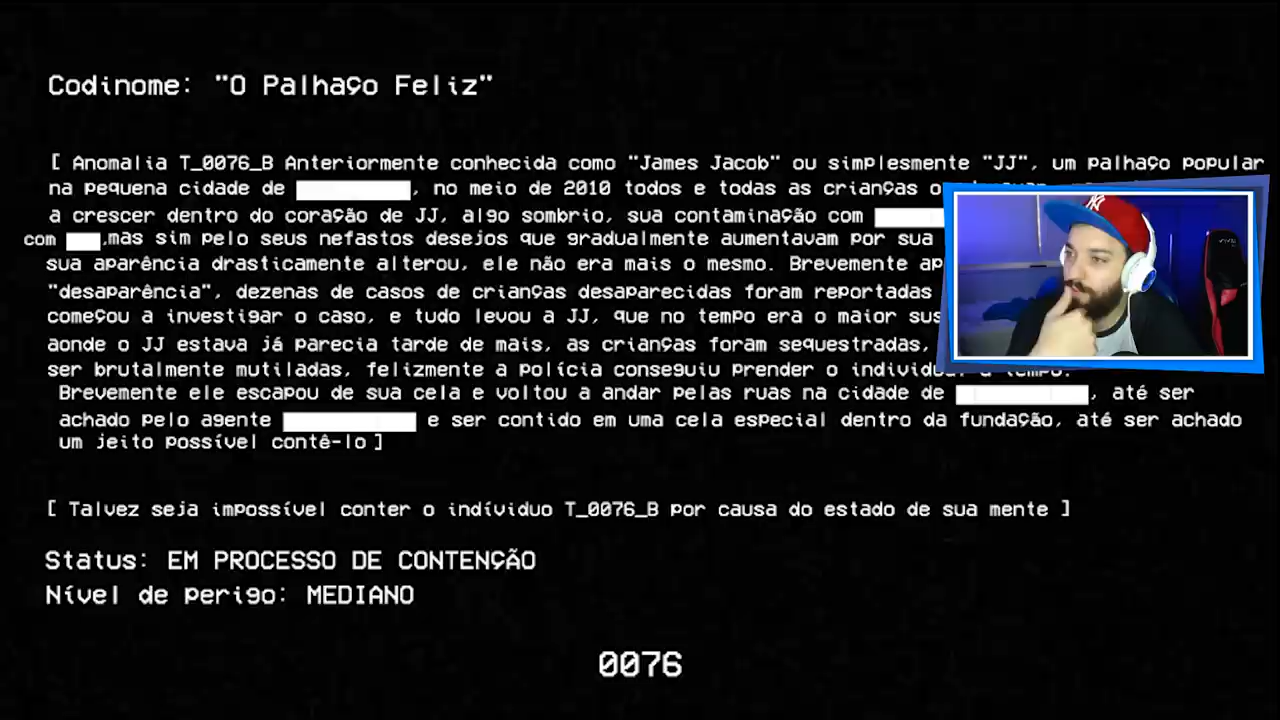 Codinome: "O Palhaço Feliz"
[ Anomalia T_0076_B Anteriormente conhecida como "James Jacob" ou simplesmente "JJ", um palhaço popular
na pequena cidade de , no meio de 2010 todos e todas as crianças
a crescer dentro do coração de JJ, algo sombrio, sua contaminação com
com ,mas sim pelo seus nefastos desejos que gradualmente aumentavam por sua
sua aparência drasticamente alterou, ele não era mais o mesmo. Brevemente
"desaparência", dezenas de casos de crianças desaparecidas foram reportadas
começou a investigar o caso, e tudo levou a JJ, que no tempo era o maior
aonde o JJ estava já parecia tarde de mais, as crianças foram sequestradas,
ser brutalmente mutiladas, felizmente a polícia conseguiu prender o individuo a tempo.
Brevemente ele escapou de sua cela e voltou a andar pelas ruas na cidade de , até ser
achado pelo agente e ser contido em uma cela especial dentro da fundação, até ser achado
um jeito possível contê-lo ]
[ Talvez seja impossível conter o indíviduo T_0076_B por causa do estado de sua mente ]
Status: EM PROCESSO DE CONTENÇÃO
Nível de perigo: MEDIANO
0076